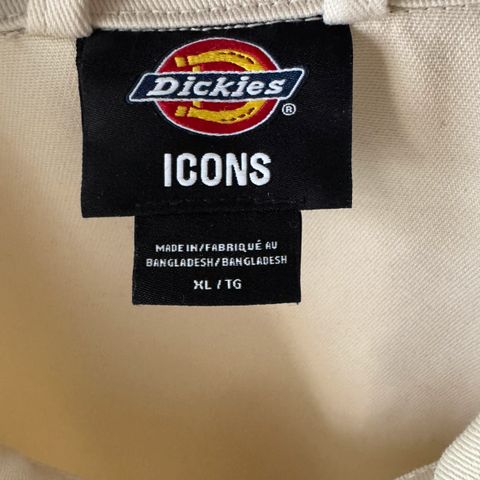 Dickies
®
ICONS
MADE IN/FABRIQUÉ AU
BANGLADESH/BANGLADESH
XL / TG